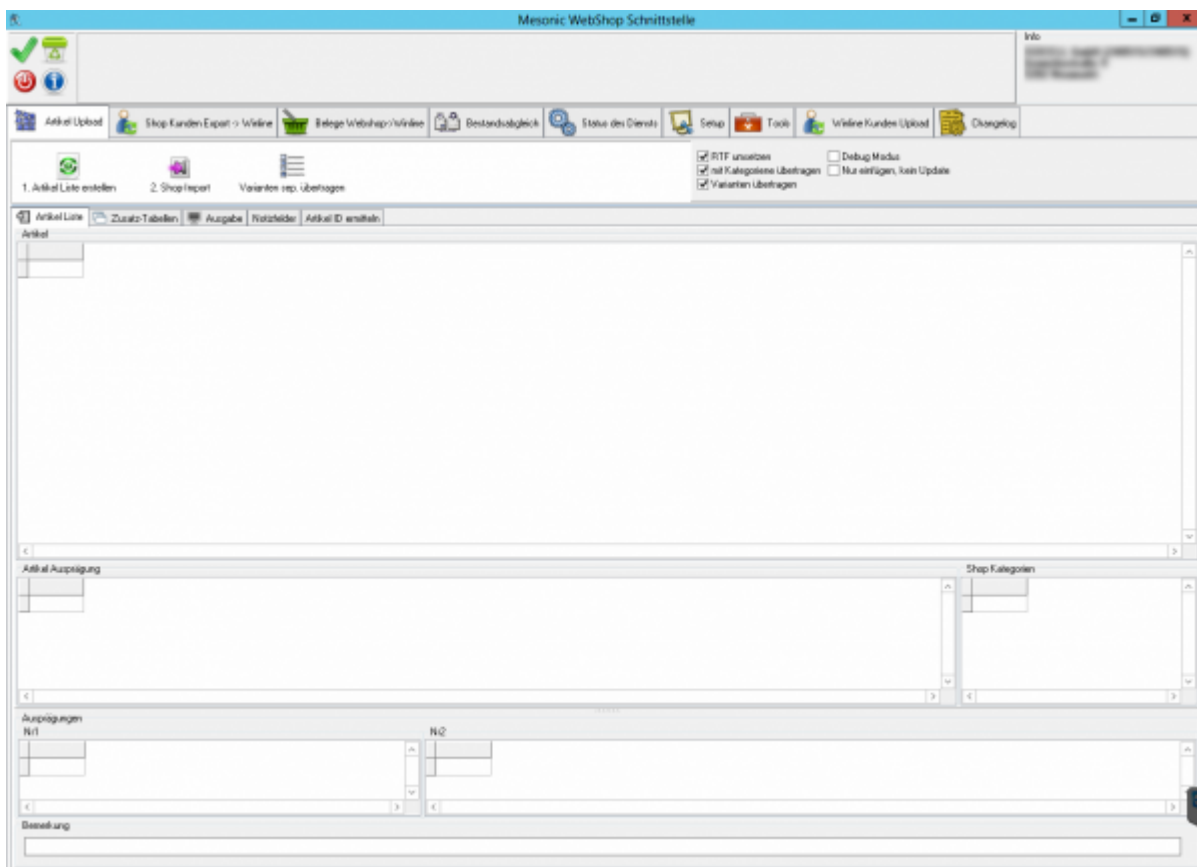 Mesonic WebShop Schnittstelle
Info
Artikel Upload
Shop Kunden Export -> Winline
Belege Webshop->Winline
Bestandsabgleich
Status des Diensts
Setup
Tools
Winline Kunden Upload
Changelog
RTF umsetzen
Debug Modus
mit Kategoriene übertragen
Nur einfügen, kein Update
Varianten übertragen
1. Artikel Liste erstellen
2. Shop Import
Varianten sep. übertragen
Artikel Liste
Zusatz-Tabellen
Ausgabe
Notizfelder
Artikel ID ermitteln
Artikel
Artikel Ausprägung
Shop Kategorien
Ausprägungen
Nr1
Nr2
Bemerkung